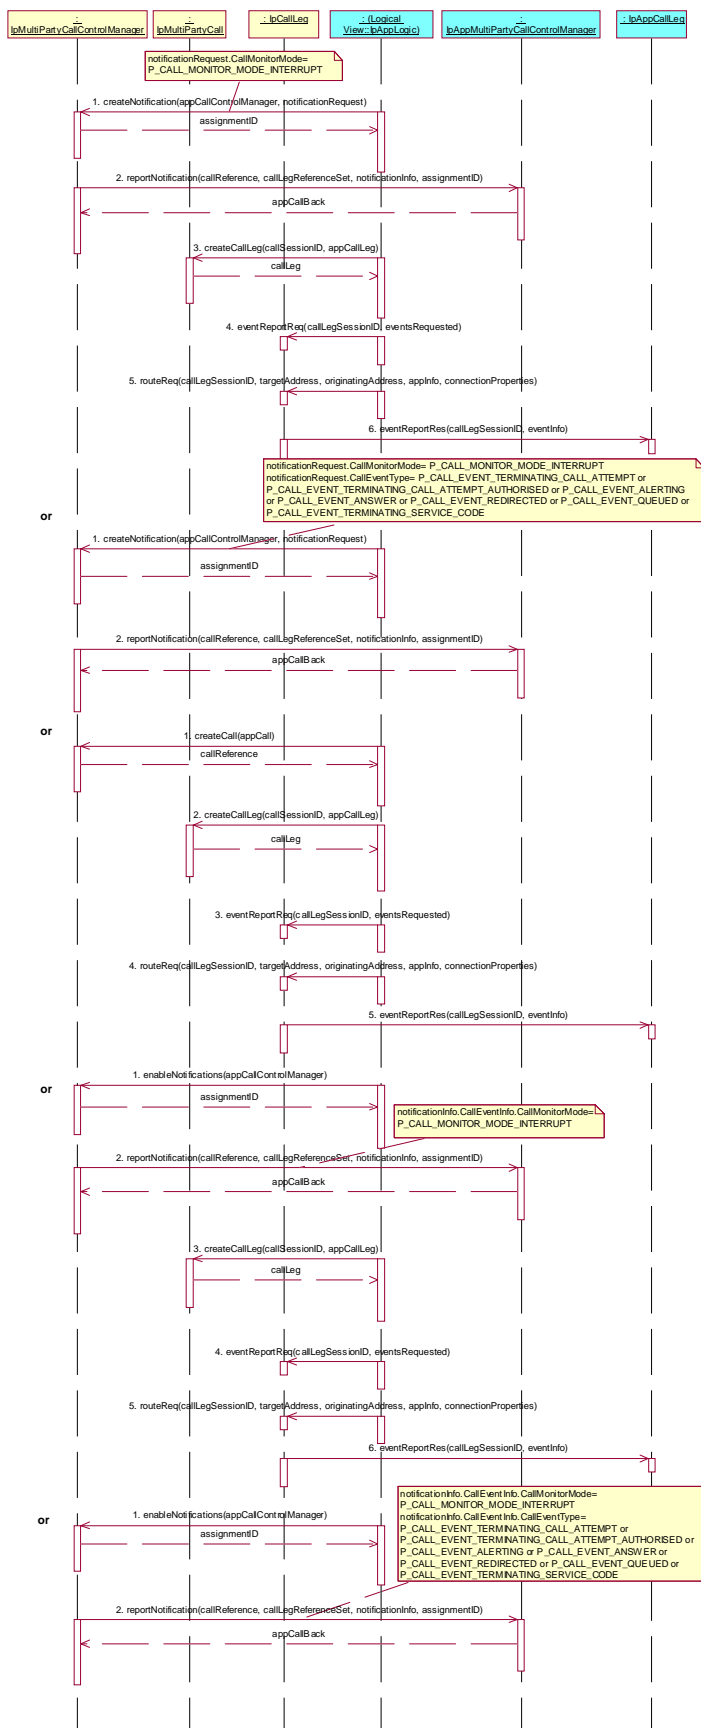 :
IpMultiPartyCallControlManager
:
IpMultiPartyCall
: IpCallLeg
: (Logical
View::IpAppLogic)
:
IpAppMultiPartyCallControlManager
: IpAppCallLeg
notificationRequest.CallMonitorMode=
P_CALL_MONITOR_MODE_INTERRUPT
1. createNotification(appCallControlManager, notificationRequest)
assignmentID
2. reportNotification(callReference, callLegReferenceSet, notificationInfo, assignmentID)
appCallBack
3. createCallLeg(callSessionID, appCallLeg)
callLeg
4. eventReportReq(callLegSessionID, eventsRequested)
5. routeReq(callLegSessionID, targetAddress, originatingAddress, appInfo, connectionProperties)
6. eventReportRes(callLegSessionID, eventInfo)
notificationRequest.CallMonitorMode= P_CALL_MONITOR_MODE_INTERRUPT
notificationRequest.CallEventType= P_CALL_EVENT_TERMINATING_CALL_ATTEMPT or
P_CALL_EVENT_TERMINATING_CALL_ATTEMPT_AUTHORISED or P_CALL_EVENT_ALERTING
or P_CALL_EVENT_ANSWER or P_CALL_EVENT_REDIRECTED or P_CALL_EVENT_QUEUED or
P_CALL_EVENT_TERMINATING_SERVICE_CODE
or
1. createNotification(appCallControlManager, notificationRequest)
assignmentID
2. reportNotification(callReference, callLegReferenceSet, notificationInfo, assignmentID)
appCallBack
or
1. createCall(appCall)
callReference
2. createCallLeg(callSessionID, appCallLeg)
callLeg
3. eventReportReq(callLegSessionID, eventsRequested)
4. routeReq(callLegSessionID, targetAddress, originatingAddress, appInfo, connectionProperties)
5. eventReportRes(callLegSessionID, eventInfo)
or
1. enableNotifications(appCallControlManager)
assignmentID
notificationInfo.CallEventInfo.CallMonitorMode=
P_CALL_MONITOR_MODE_INTERRUPT
2. reportNotification(callReference, callLegReferenceSet, notificationInfo, assignmentID)
appCallBack
3. createCallLeg(callSessionID, appCallLeg)
callLeg
4. eventReportReq(callLegSessionID, eventsRequested)
5. routeReq(callLegSessionID, targetAddress, originatingAddress, appInfo, connectionProperties)
6. eventReportRes(callLegSessionID, eventInfo)
notificationInfo.CallEventInfo.CallMonitorMode=
P_CALL_MONITOR_MODE_INTERRUPT
notificationInfo.CallEventInfo.CallEventType=
P_CALL_EVENT_TERMINATING_CALL_ATTEMPT or
P_CALL_EVENT_TERMINATING_CALL_ATTEMPT_AUTHORISED or
P_CALL_EVENT_ALERTING or P_CALL_EVENT_ANSWER or
P_CALL_EVENT_REDIRECTED or P_CALL_EVENT_QUEUED or
P_CALL_EVENT_TERMINATING_SERVICE_CODE
or
1. enableNotifications(appCallControlManager)
assignmentID
2. reportNotification(callReference, callLegReferenceSet, notificationInfo, assignmentID)
appCallBack